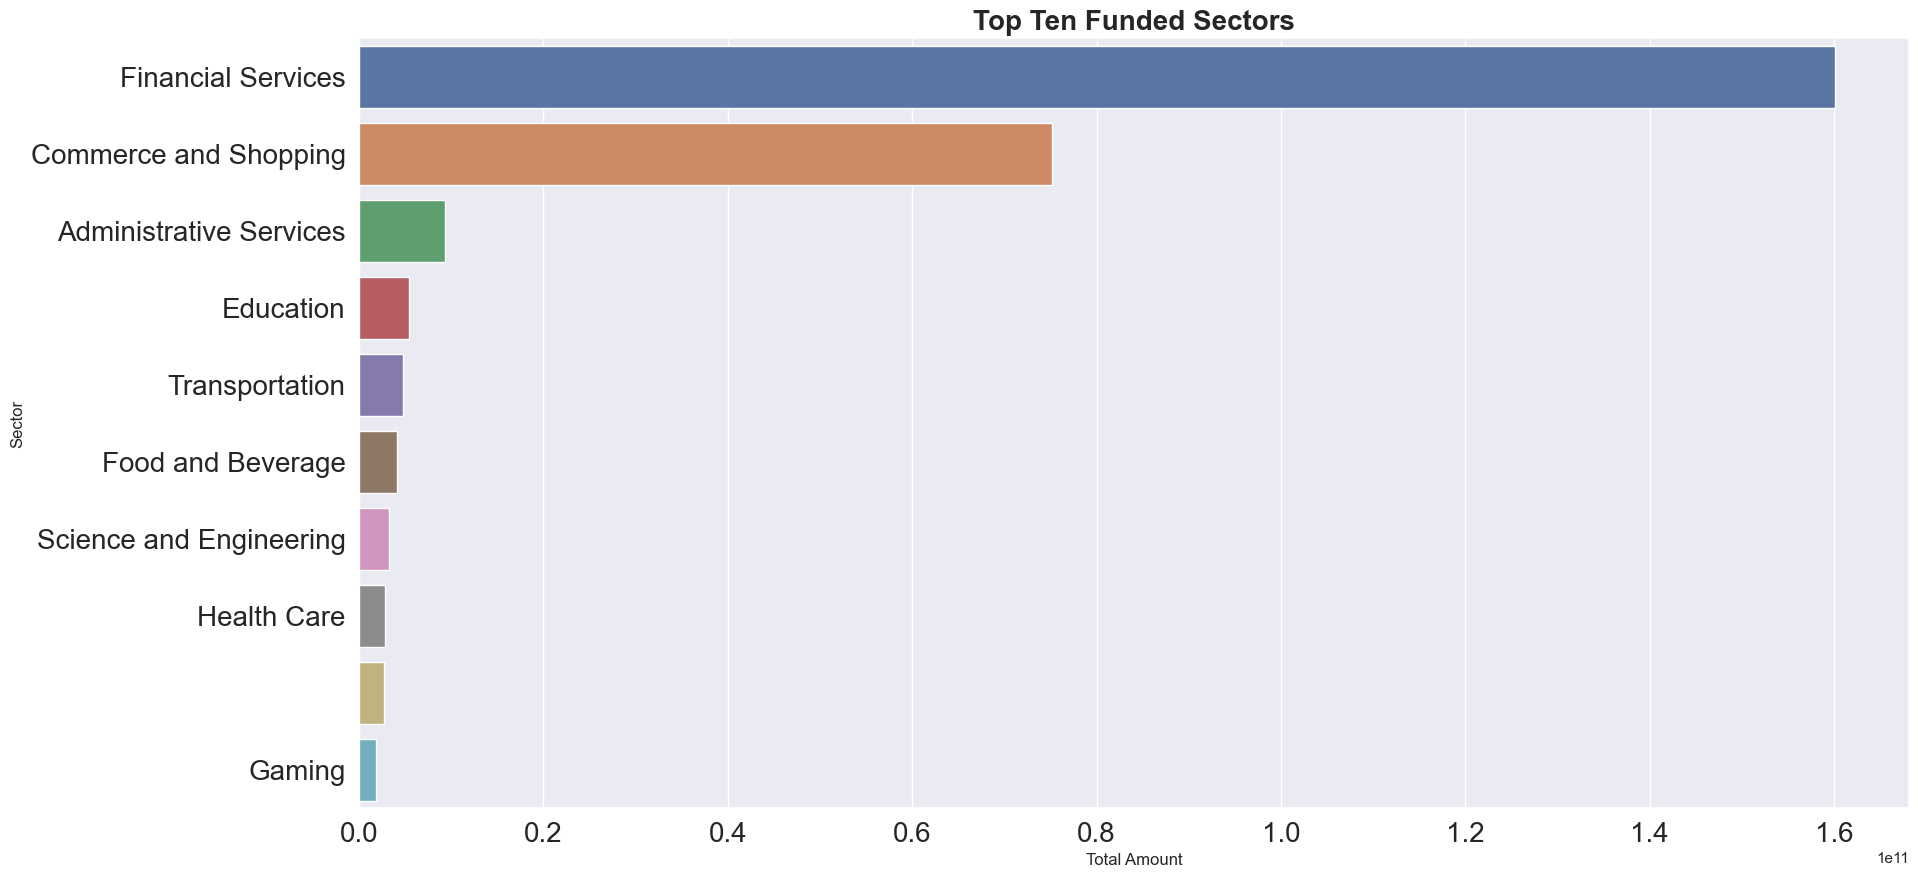 Top Ten Funded Sectors
Financial Services
Commerce and Shopping
Administrative Services
Education
Transportation
Food and Beverage
Science and Engineering
Health Care
Gaming
Sector
0.0 0.2 0.4 0.6 0.8 1.0 1.2 1.4 1.6
Total Amount
1e11